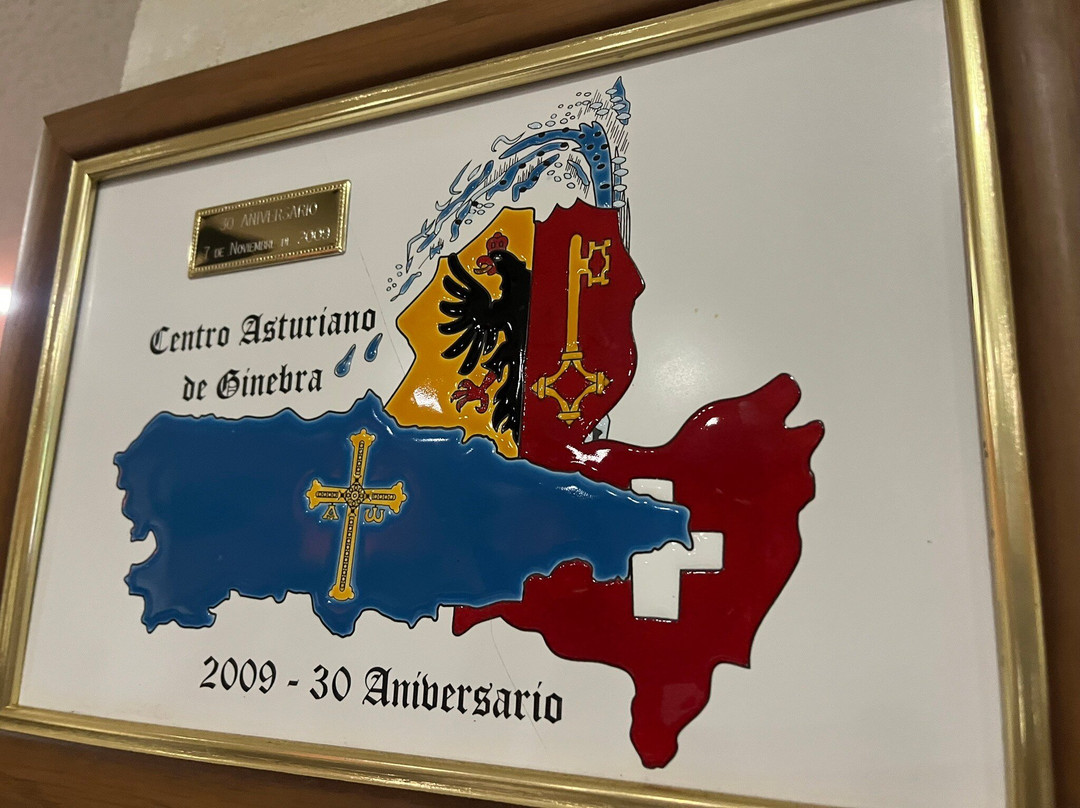 30 ANIVERSARIO
7 DE NOVIEMBRE DE 2009
Centro Asturiano
de Ginebra
A ω
2009 - 30 Aniversario